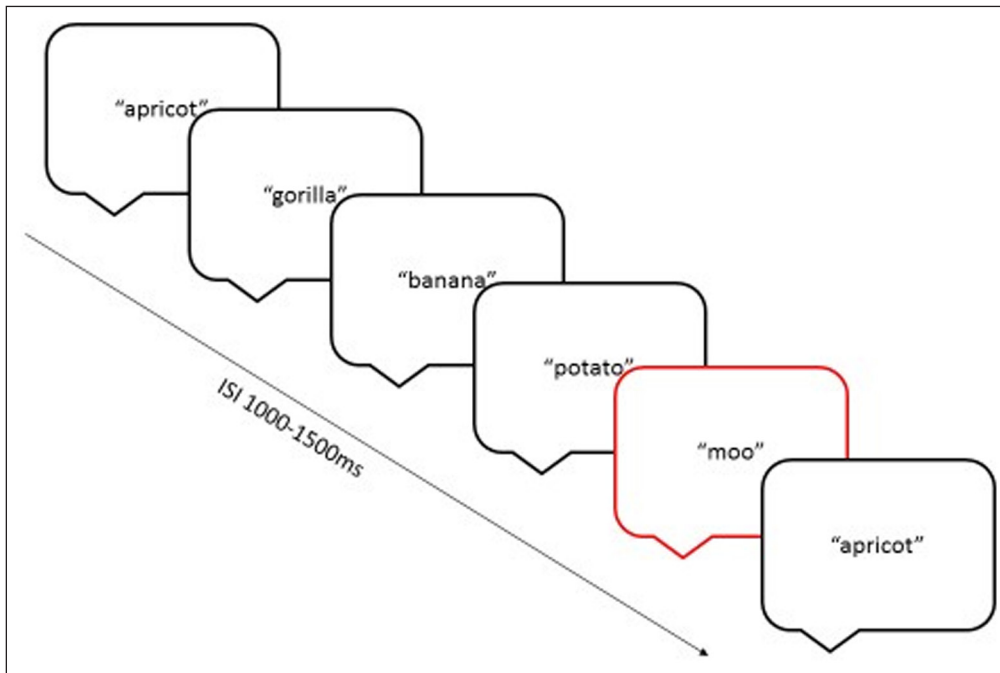 “apricot”
“gorilla”
“banana”
“potato”
“moo”
“apricot”
ISI 1000-1500ms